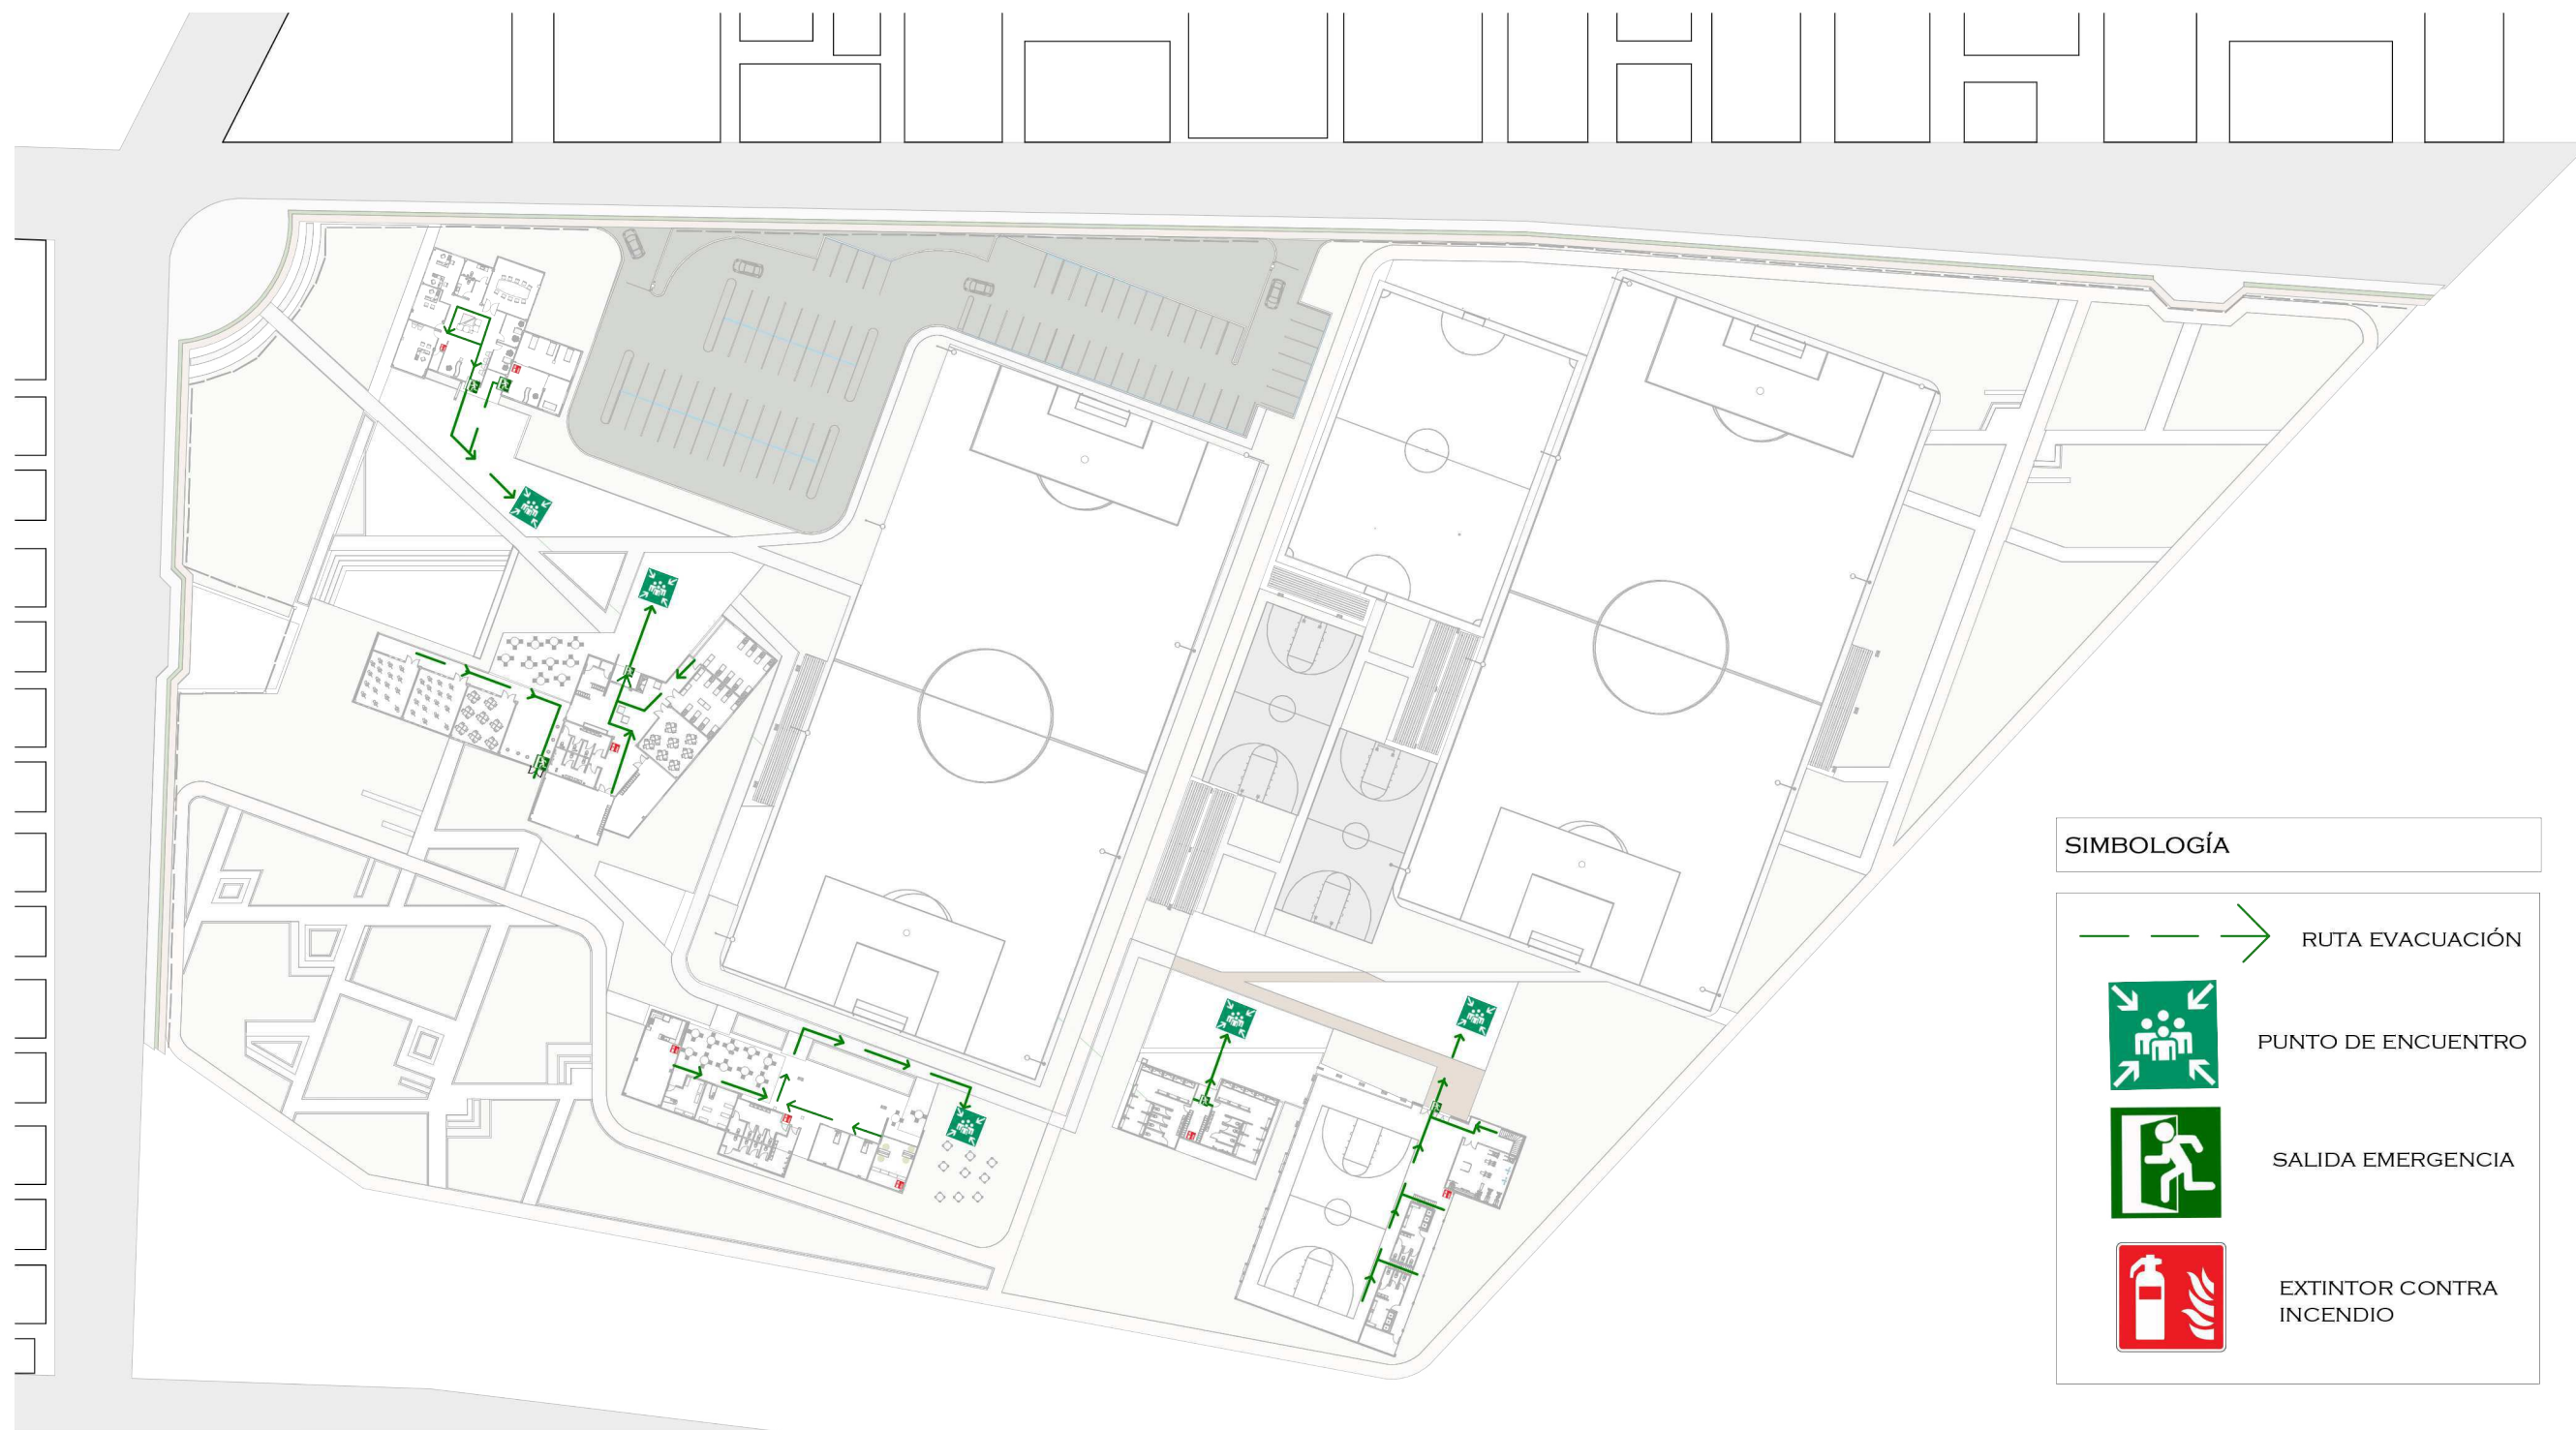 SIMBOLOGÍA
RUTA EVACUACIÓN
PUNTO DE ENCUENTRO
SALIDA EMERGENCIA
EXTINTOR CONTRA
INCENDIO